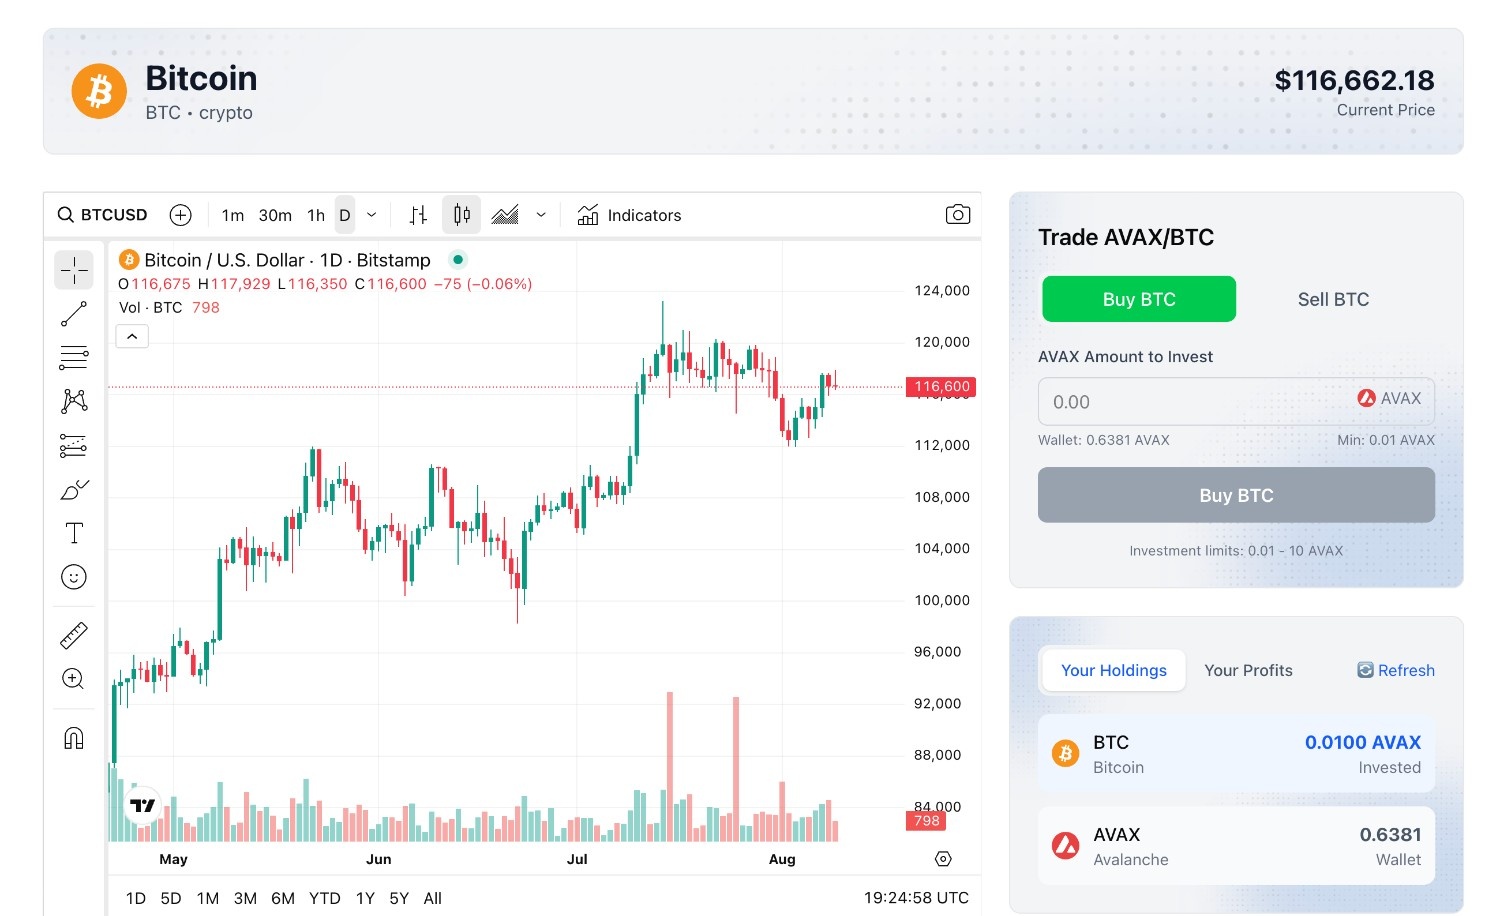 Bitcoin
BTC • crypto
$116,662.18
Current Price
BTCUSD
1m 30m 1h D
Indicators
Bitcoin / U.S. Dollar · 1D · Bitstamp
O116,675 H117,929 L116,350 C116,600 −75 (−0.06%)
Vol · BTC 798
124,000
120,000
116,600
116,000
112,000
108,000
104,000
100,000
96,000
92,000
88,000
84,000
798
May Jun Jul Aug
1D 5D 1M 3M 6M YTD 1Y 5Y All
19:24:58 UTC
Trade AVAX/BTC
Buy BTC Sell BTC
AVAX Amount to Invest
0.00 AVAX
Wallet: 0.6381 AVAX Min: 0.01 AVAX
Buy BTC
Investment limits: 0.01 - 10 AVAX
Your Holdings Your Profits Refresh
BTC 0.0100 AVAX
Bitcoin Invested
AVAX 0.6381
Avalanche Wallet